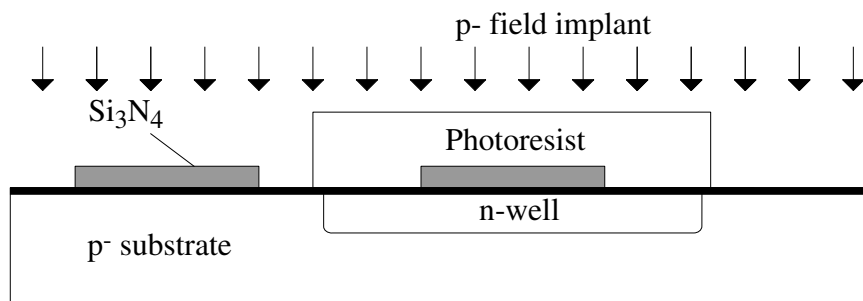 p- field implant
Si₃N₄
Photoresist
n-well
p⁻ substrate